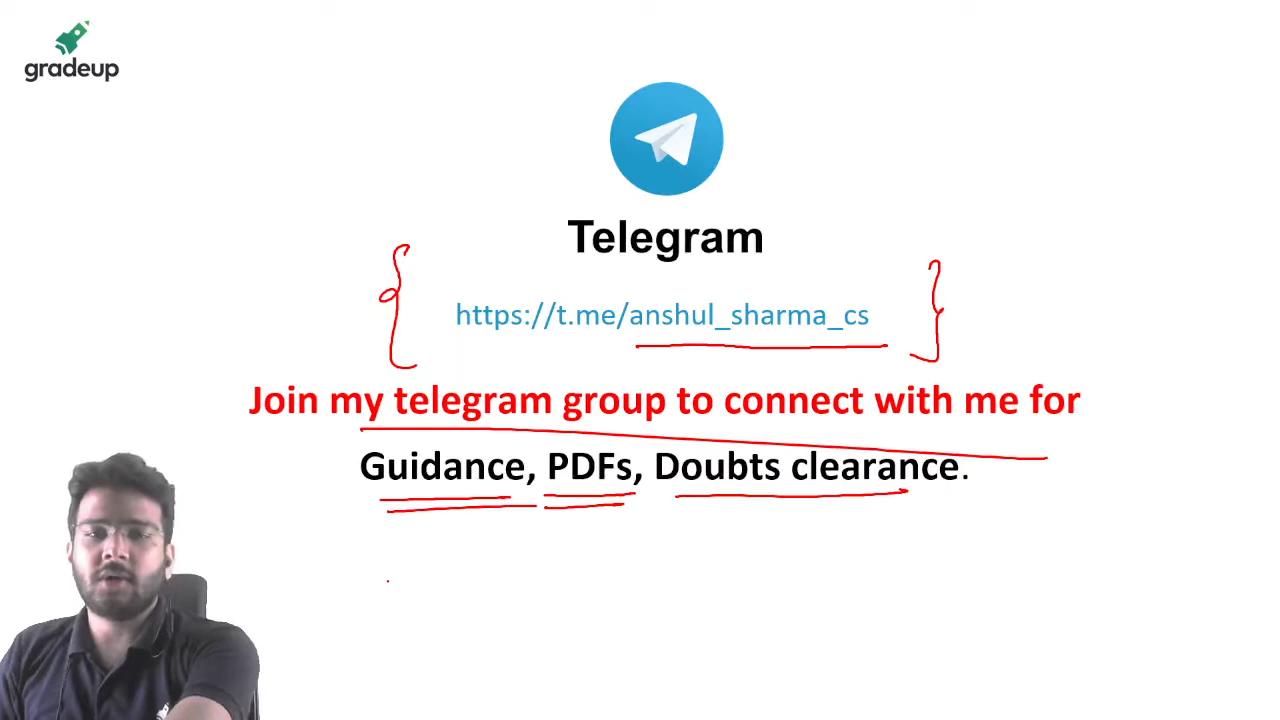 gradeup
Telegram
https://t.me/anshul_sharma_cs
Join my telegram group to connect with me for
Guidance, PDFs, Doubts clearance.